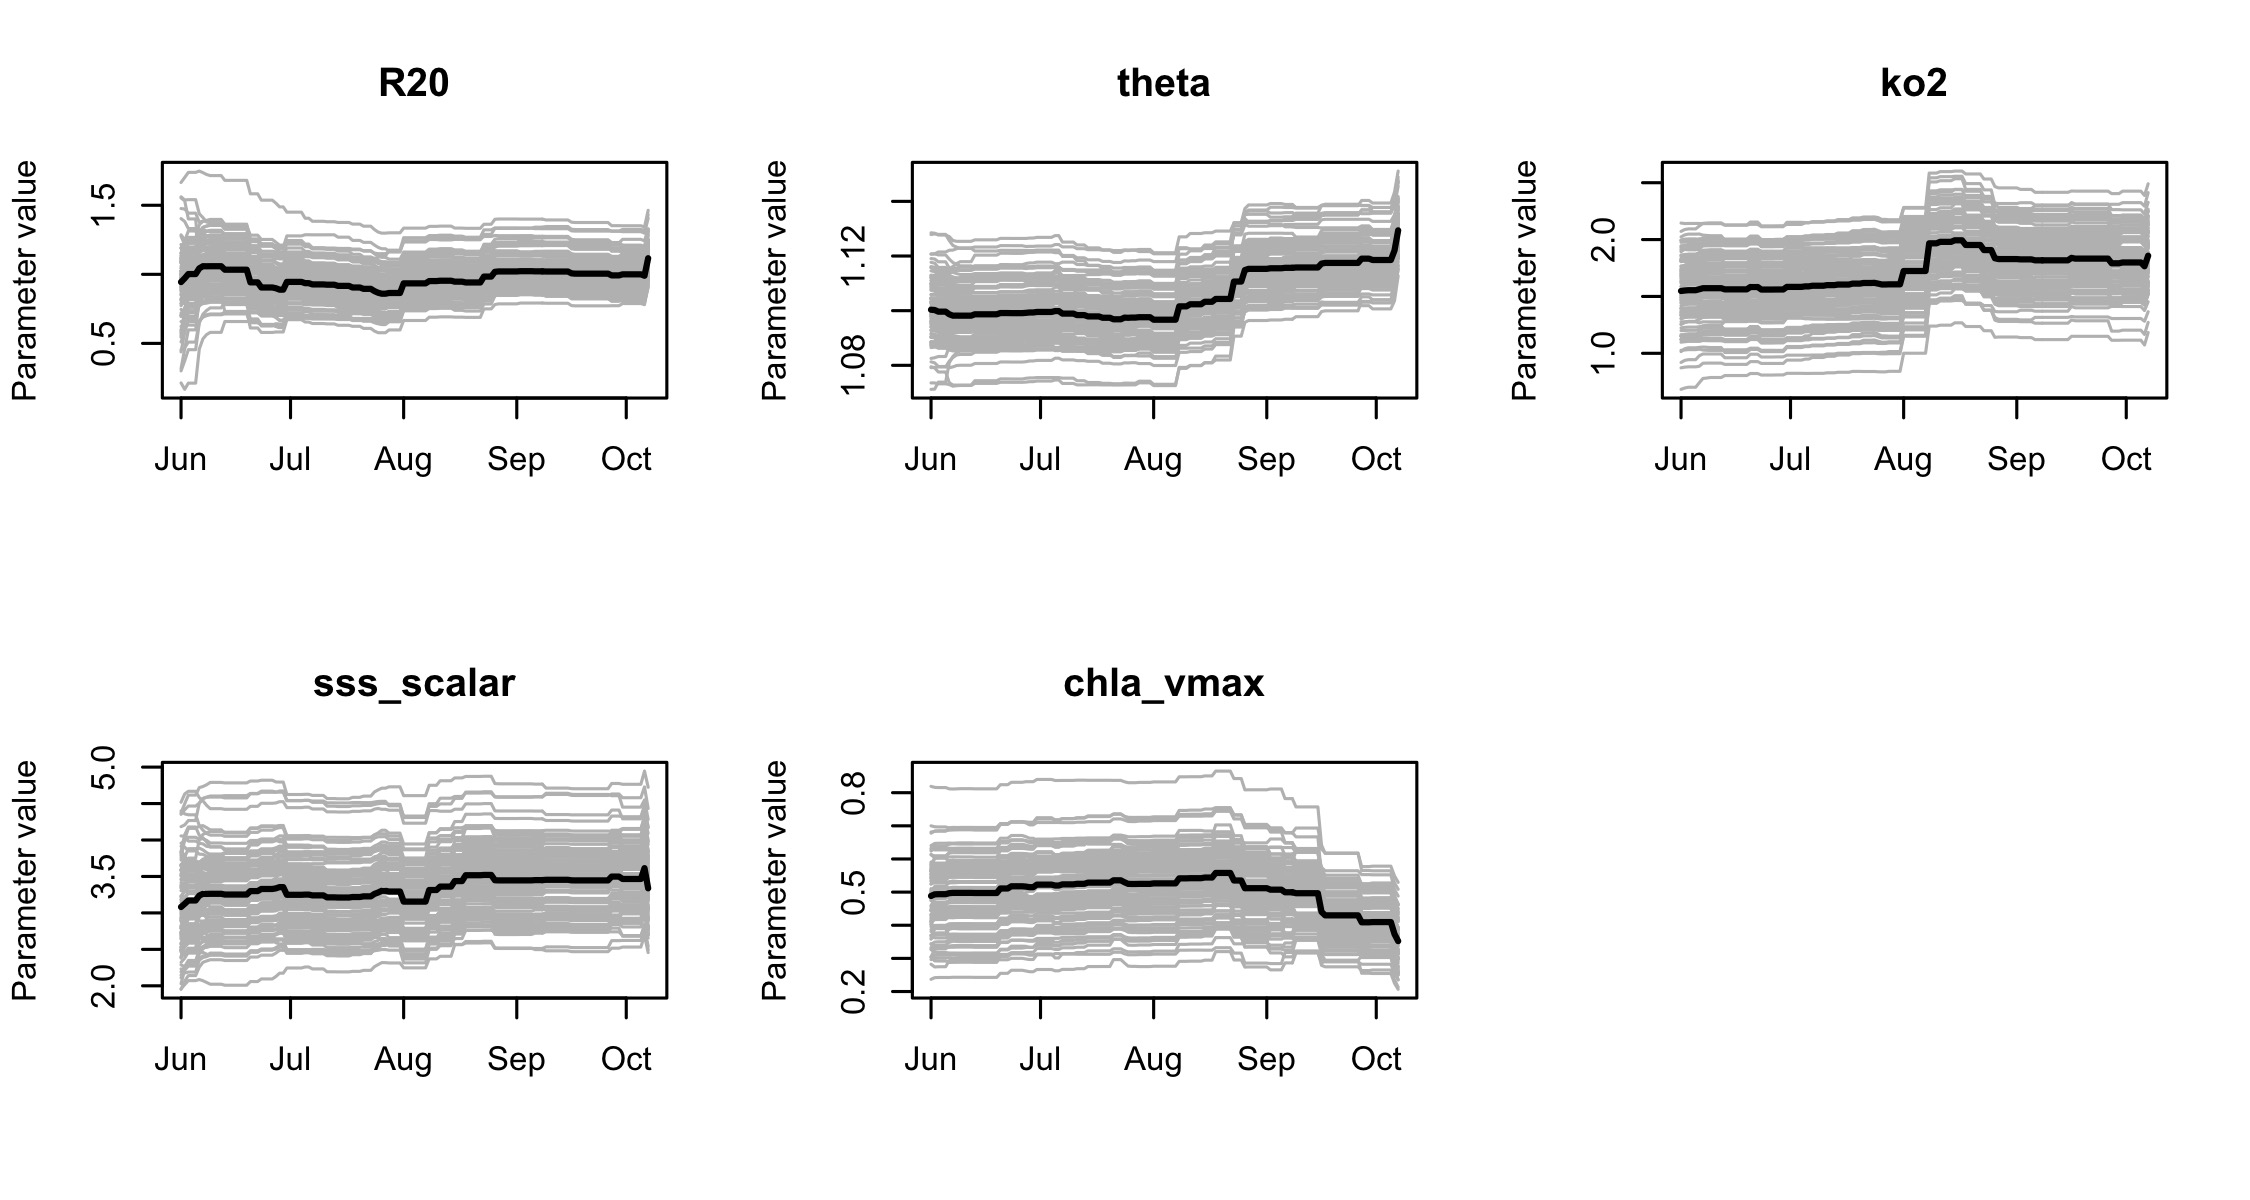 R20
theta
ko2
Parameter value
0.5 1.5
Jun Jul Aug Sep Oct
Parameter value
1.08 1.12
Jun Jul Aug Sep Oct
Parameter value
1.0 2.0
Jun Jul Aug Sep Oct
sss_scalar
chla_vmax
Parameter value
2.0 3.5 5.0
Jun Jul Aug Sep Oct
Parameter value
0.2 0.5 0.8
Jun Jul Aug Sep Oct